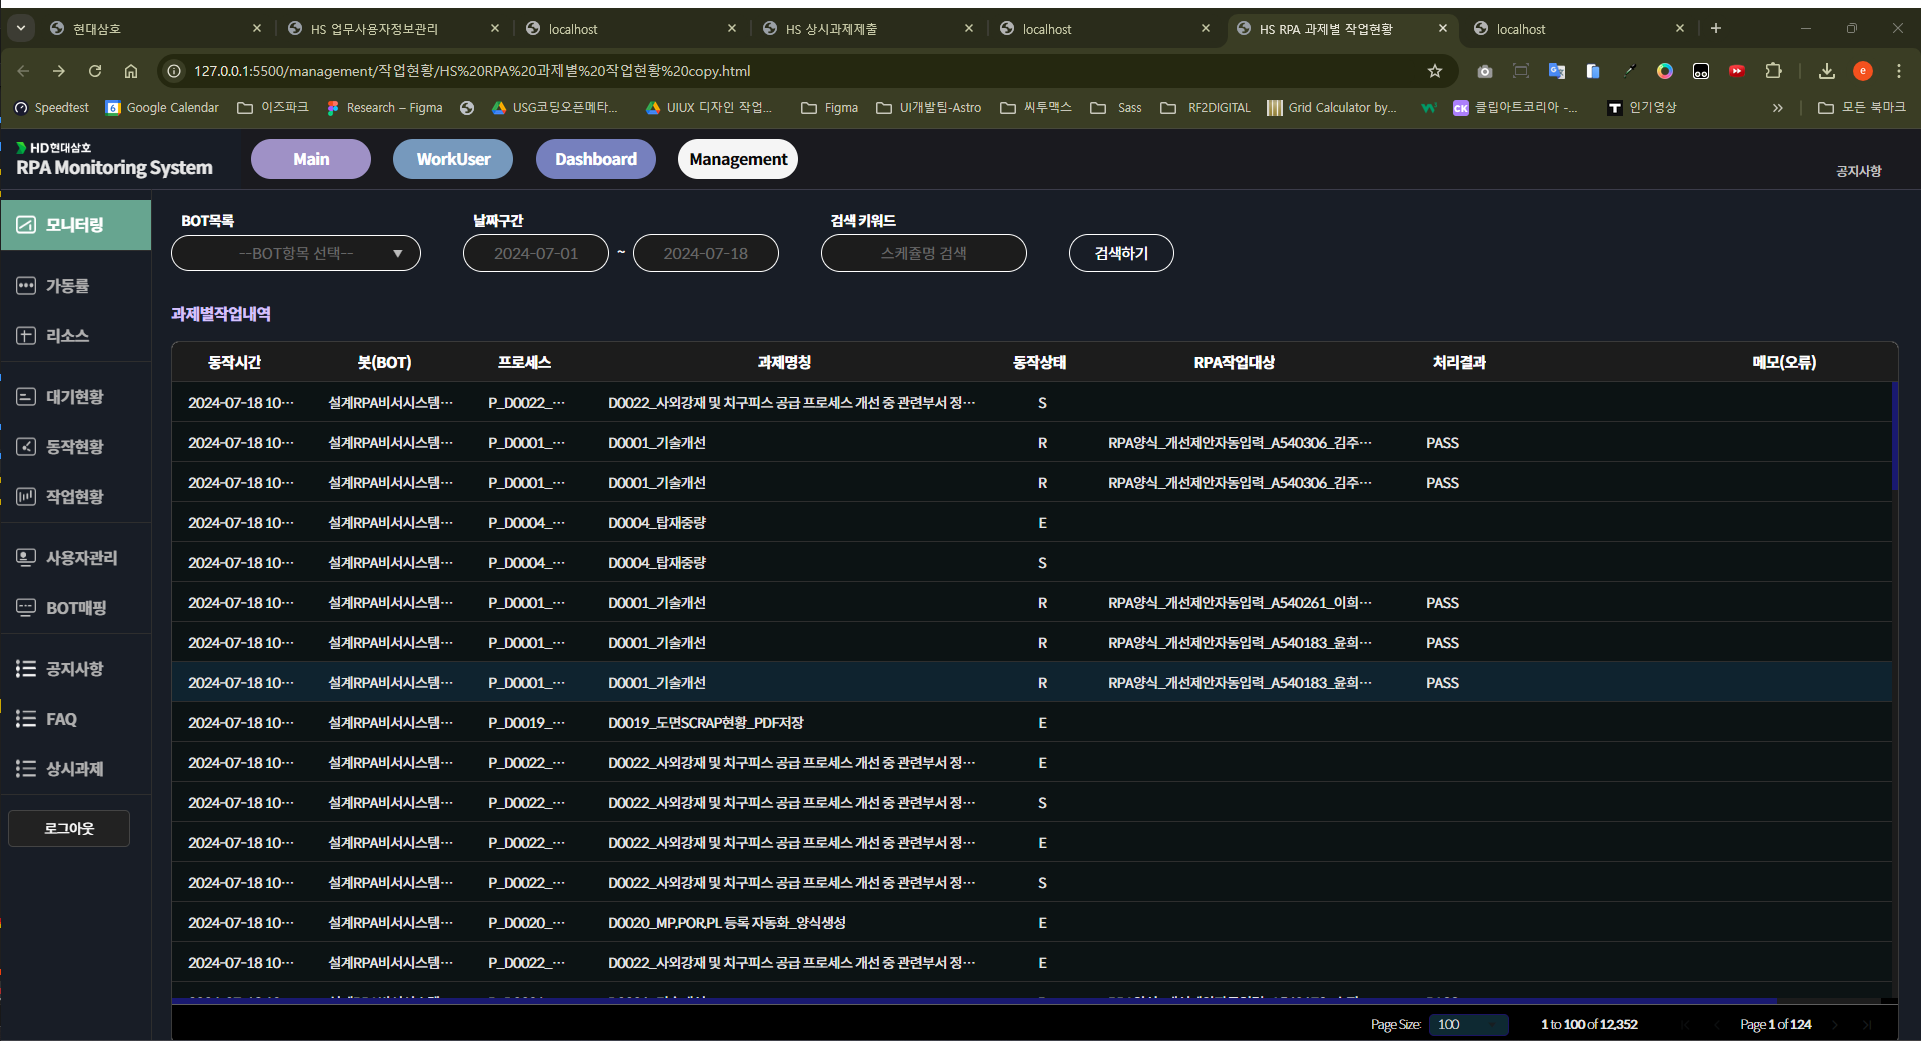 현대삼호
HS 업무사용자정보관리
localhost
HS 상시과제제출
localhost
HS RPA 과제별 작업현황
localhost
127.0.0.1:5500/management/작업현황/HS%20RPA%20과제별%20작업현황%20copy.html
Speedtest
Google Calendar
이즈파크
Research – Figma
USG코딩오픈메타...
UIUX 디자인 작업...
Figma
UI개발팀-Astro
씨투맥스
Sass
RF2DIGITAL
Grid Calculator by...
클립아트코리아 -...
인기영상
모든 북마크
HD현대삼호
RPA Monitoring System
Main
WorkUser
Dashboard
Management
공지사항
모니터링
가동률
리소스
대기현황
동작현황
작업현황
사용자관리
BOT매핑
공지사항
FAQ
상시과제
로그아웃
BOT목록
날짜구간
검색 키워드
--BOT항목 선택--
2024-07-01 ~ 2024-07-18
스케쥴명 검색
검색하기
과제별작업내역
동작시간 봇(BOT) 프로세스 과제명칭 동작상태 RPA작업대상 처리결과 메모(오류)
2024-07-18 10··· 설계RPA비서시스템··· P_D0022_··· D0022_사외강재 및 치구피스 공급 프로세스 개선 중 관련부서 정··· S
2024-07-18 10··· 설계RPA비서시스템··· P_D0001_··· D0001_기술개선 R RPA양식_개선제안자동입력_A540306_김주··· PASS
2024-07-18 10··· 설계RPA비서시스템··· P_D0001_··· D0001_기술개선 R RPA양식_개선제안자동입력_A540306_김주··· PASS
2024-07-18 10··· 설계RPA비서시스템··· P_D0004_··· D0004_탑재중량 E
2024-07-18 10··· 설계RPA비서시스템··· P_D0004_··· D0004_탑재중량 S
2024-07-18 10··· 설계RPA비서시스템··· P_D0001_··· D0001_기술개선 R RPA양식_개선제안자동입력_A540261_이희··· PASS
2024-07-18 10··· 설계RPA비서시스템··· P_D0001_··· D0001_기술개선 R RPA양식_개선제안자동입력_A540183_윤희··· PASS
2024-07-18 10··· 설계RPA비서시스템··· P_D0001_··· D0001_기술개선 R RPA양식_개선제안자동입력_A540183_윤희··· PASS
2024-07-18 10··· 설계RPA비서시스템··· P_D0019_··· D0019_도면SCRAP현황_PDF저장 E
2024-07-18 10··· 설계RPA비서시스템··· P_D0022_··· D0022_사외강재 및 치구피스 공급 프로세스 개선 중 관련부서 정··· E
2024-07-18 10··· 설계RPA비서시스템··· P_D0022_··· D0022_사외강재 및 치구피스 공급 프로세스 개선 중 관련부서 정··· S
2024-07-18 10··· 설계RPA비서시스템··· P_D0022_··· D0022_사외강재 및 치구피스 공급 프로세스 개선 중 관련부서 정··· E
2024-07-18 10··· 설계RPA비서시스템··· P_D0022_··· D0022_사외강재 및 치구피스 공급 프로세스 개선 중 관련부서 정··· S
2024-07-18 10··· 설계RPA비서시스템··· P_D0020_··· D0020_MP,POR,PL 등록 자동화_양식생성 E
2024-07-18 10··· 설계RPA비서시스템··· P_D0022_··· D0022_사외강재 및 치구피스 공급 프로세스 개선 중 관련부서 정··· E
Page Size: 100 1 to 100 of 12,352 Page 1 of 124